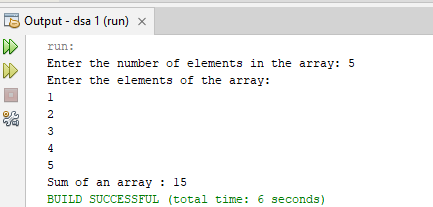 Output - dsa 1 (run)
run:
Enter the number of elements in the array: 5
Enter the elements of the array:
1
2
3
4
5
Sum of an array : 15
BUILD SUCCESSFUL (total time: 6 seconds)